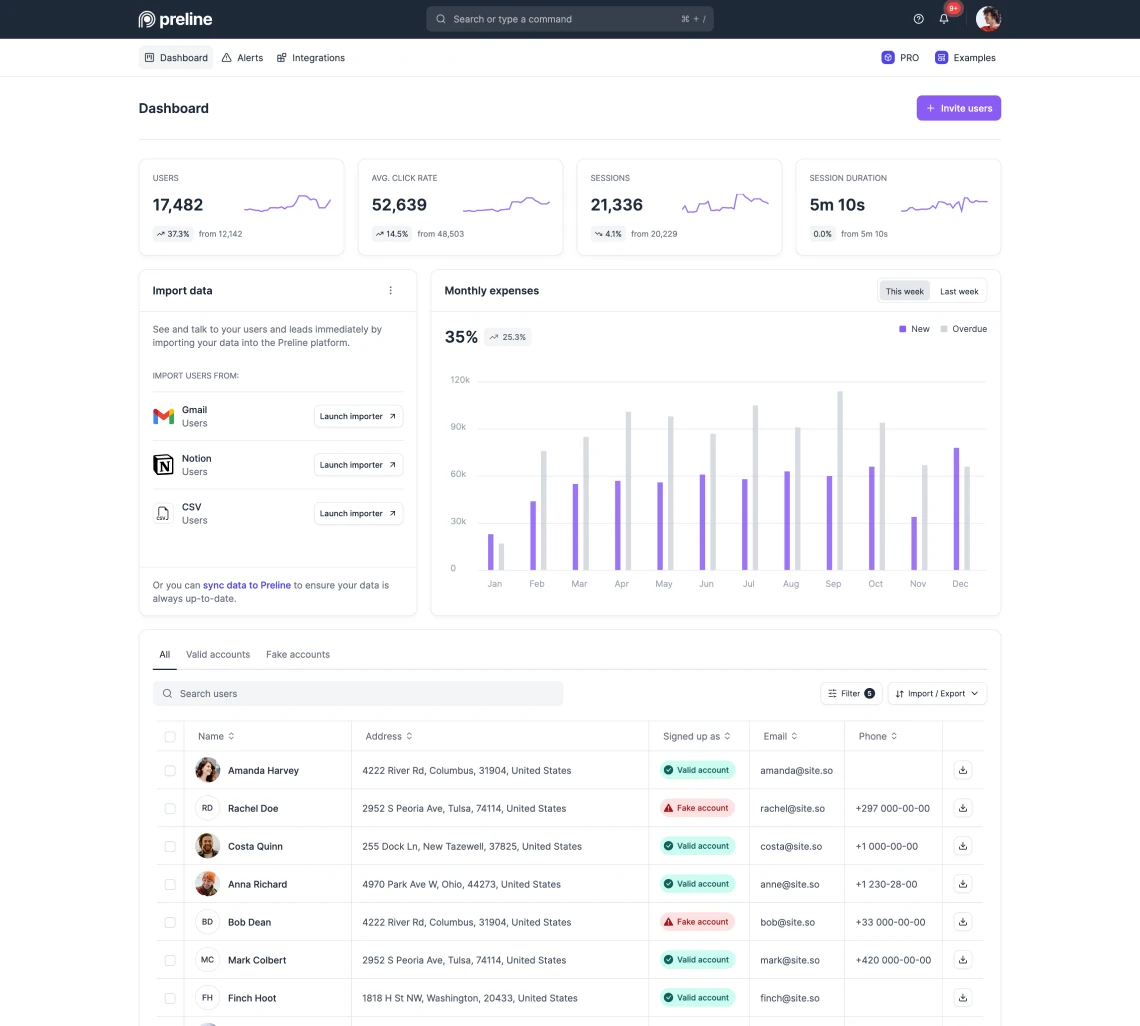 preline
Search or type a command
⌘ + /
9+
Dashboard
Alerts
Integrations
PRO
Examples
Dashboard
Invite users
USERS
17,482
37.3% from 12,142
AVG. CLICK RATE
52,639
14.5% from 48,503
SESSIONS
21,336
4.1% from 20,229
SESSION DURATION
5m 10s
0.0% from 5m 10s
Import data
See and talk to your users and leads immediately by
importing your data into the Preline platform.
IMPORT USERS FROM:
Gmail
Users
Launch importer
Notion
Users
Launch importer
CSV
CSV
Users
Launch importer
Or you can sync data to Preline to ensure your data is
always up-to-date.
Monthly expenses
This week
Last week
35% 25.3%
New
Overdue
120k
90k
60k
30k
0
Jan Feb Mar Apr May Jun Jul Aug Sep Oct Nov Dec
All Valid accounts Fake accounts
Search users
Filter 5
Import / Export
Name Address Signed up as Email Phone
Amanda Harvey 4222 River Rd, Columbus, 31904, United States Valid account amanda@site.so
RD Rachel Doe 2952 S Peoria Ave, Tulsa, 74114, United States Fake account rachel@site.so +297 000-00-00
Costa Quinn 255 Dock Ln, New Tazewell, 37825, United States Valid account costa@site.so +1 000-00-00
Anna Richard 4970 Park Ave W, Ohio, 44273, United States Valid account anne@site.so +1 230-28-00
BD Bob Dean 4222 River Rd, Columbus, 31904, United States Fake account bob@site.so +33 000-00-00
MC Mark Colbert 2952 S Peoria Ave, Tulsa, 74114, United States Valid account mark@site.so +420 000-00-00
FH Finch Hoot 1818 H St NW, Washington, 20433, United States Valid account finch@site.so